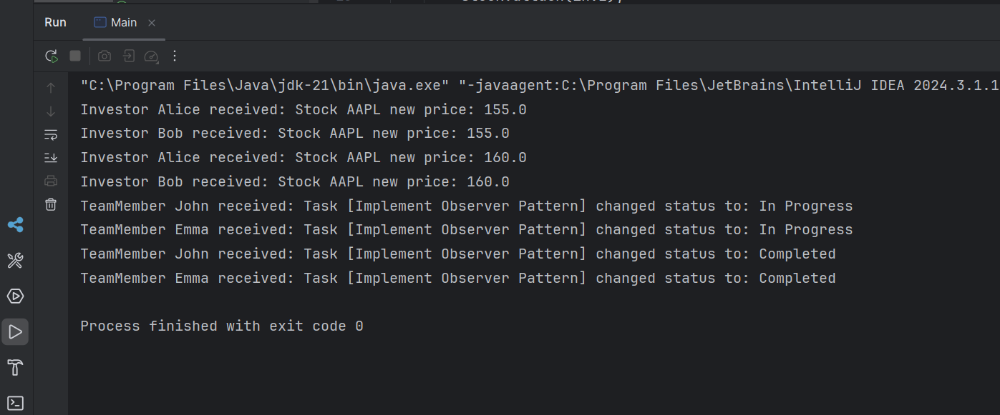 Run Main
"C:\Program Files\Java\jdk-21\bin\java.exe" "-javaagent:C:\Program Files\JetBrains\IntelliJ IDEA 2024.3.1.1
Investor Alice received: Stock AAPL new price: 155.0
Investor Bob received: Stock AAPL new price: 155.0
Investor Alice received: Stock AAPL new price: 160.0
Investor Bob received: Stock AAPL new price: 160.0
TeamMember John received: Task [Implement Observer Pattern] changed status to: In Progress
TeamMember Emma received: Task [Implement Observer Pattern] changed status to: In Progress
TeamMember John received: Task [Implement Observer Pattern] changed status to: Completed
TeamMember Emma received: Task [Implement Observer Pattern] changed status to: Completed
Process finished with exit code 0